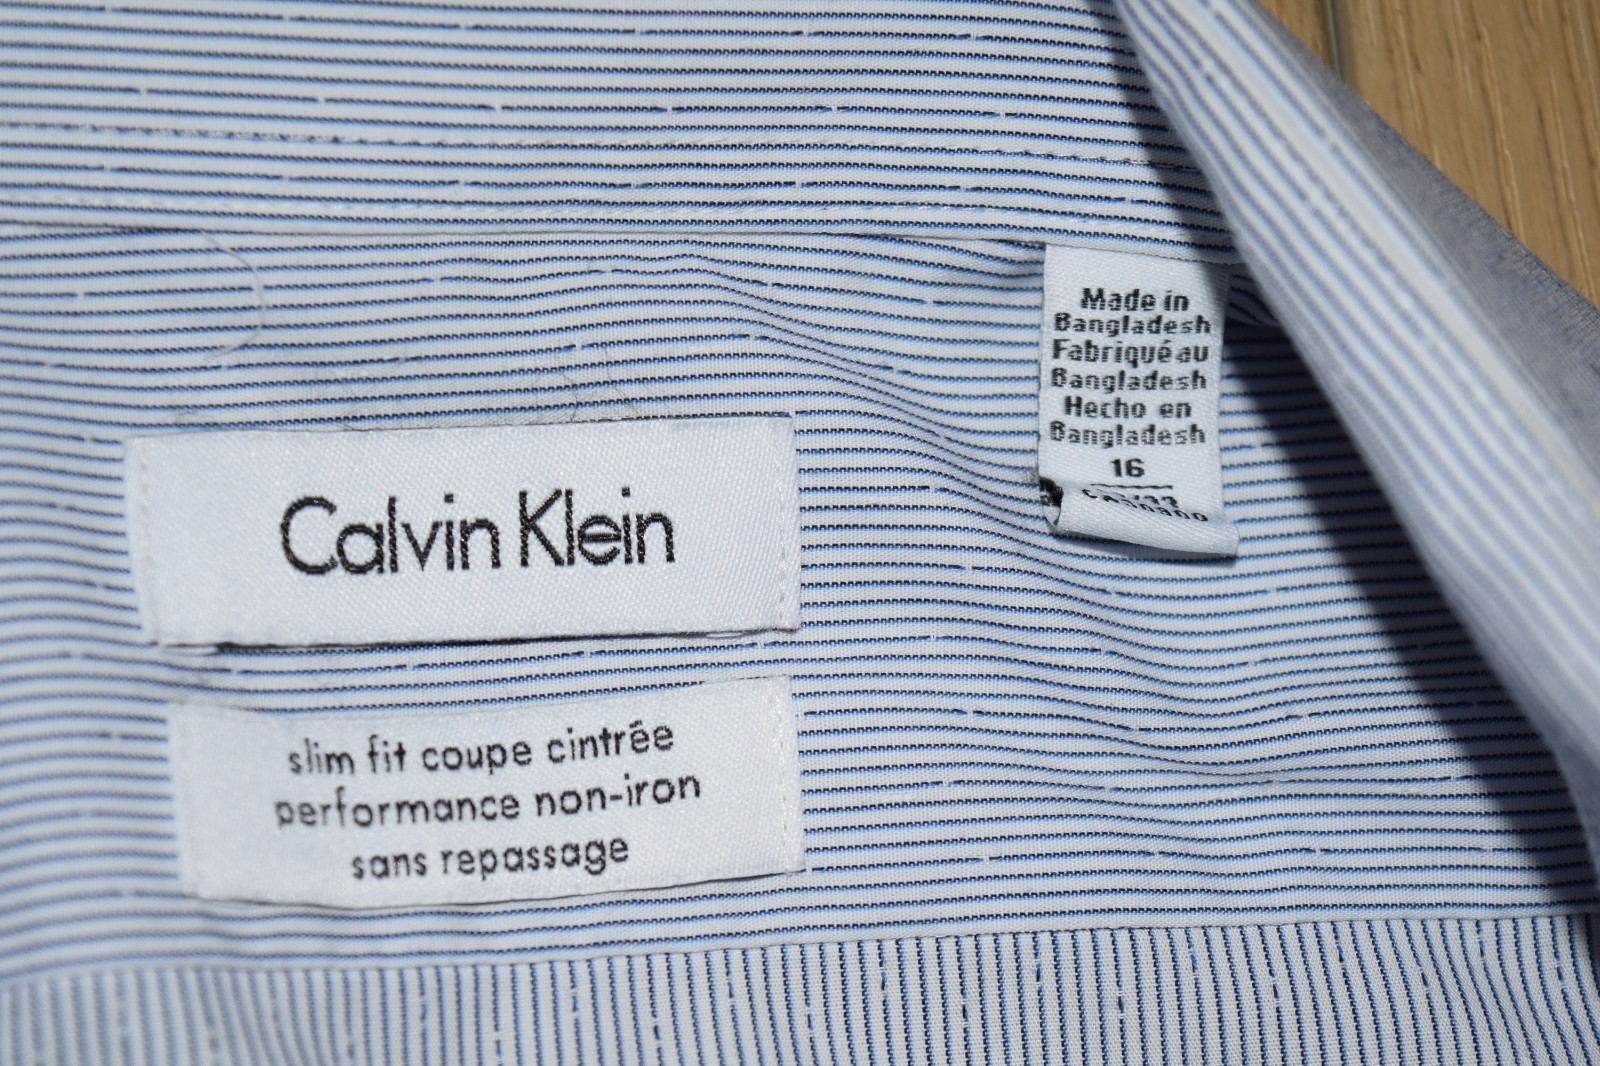 Calvin Klein
slim fit coupe cintrée
performance non-iron
sans repassage
Made in
Bangladesh
Fabriqué au
Bangladesh
Hecho en
Bangladesh
16